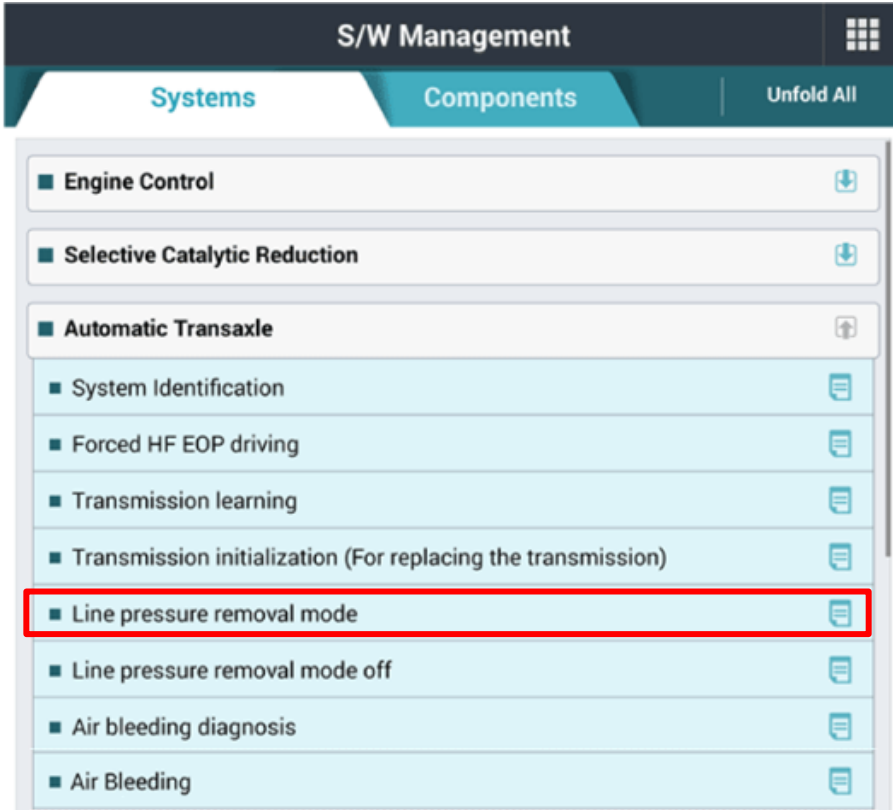 S/W Management
Systems
Components
Unfold All
Engine Control
Selective Catalytic Reduction
Automatic Transaxle
System Identification
Forced HF EOP driving
Transmission learning
Transmission initialization (For replacing the transmission)
Line pressure removal mode
Line pressure removal mode off
Air bleeding diagnosis
Air Bleeding